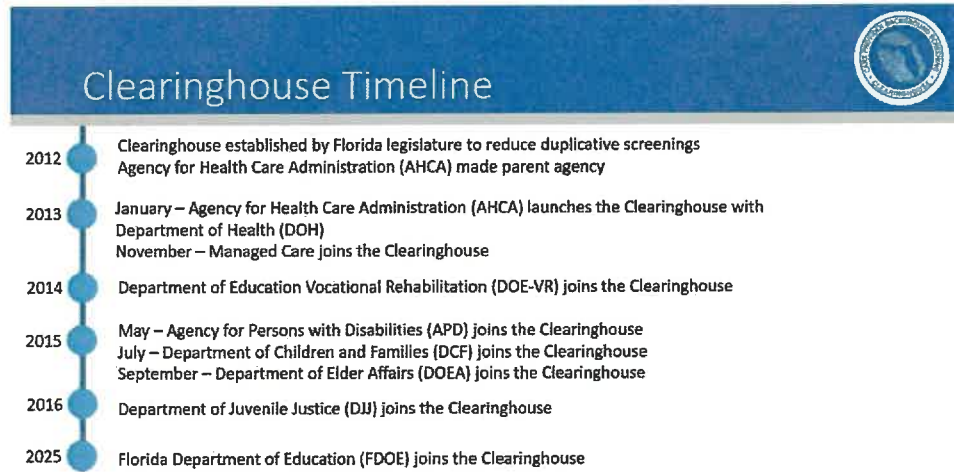 Clearinghouse Timeline
2012
Clearinghouse established by Florida legislature to reduce duplicative screenings
Agency for Health Care Administration (AHCA) made parent agency
2013
January – Agency for Health Care Administration (AHCA) launches the Clearinghouse with
Department of Health (DOH)
November – Managed Care joins the Clearinghouse
2014
Department of Education Vocational Rehabilitation (DOE-VR) joins the Clearinghouse
2015
May – Agency for Persons with Disabilities (APD) joins the Clearinghouse
July – Department of Children and Families (DCF) joins the Clearinghouse
September – Department of Elder Affairs (DOEA) joins the Clearinghouse
2016
Department of Juvenile Justice (DJJ) joins the Clearinghouse
2025
Florida Department of Education (FDOE) joins the Clearinghouse